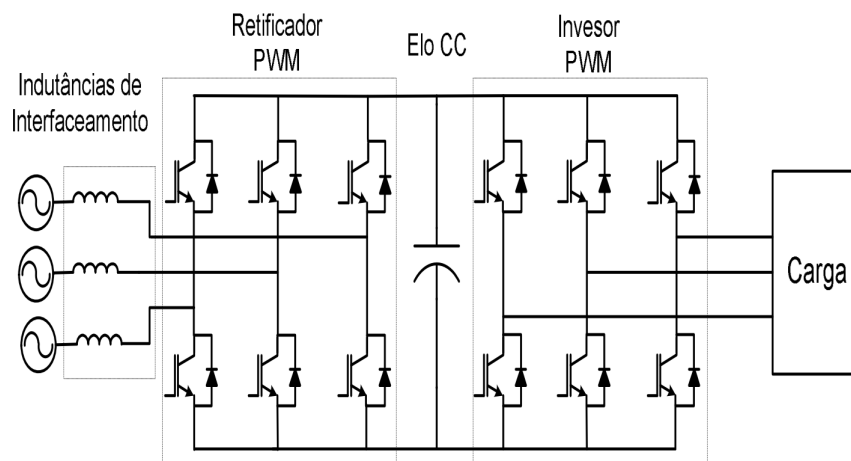 Retificador
PWM
Elo CC
Invesor
PWM
Indutâncias de
Interfaceamento
Carga